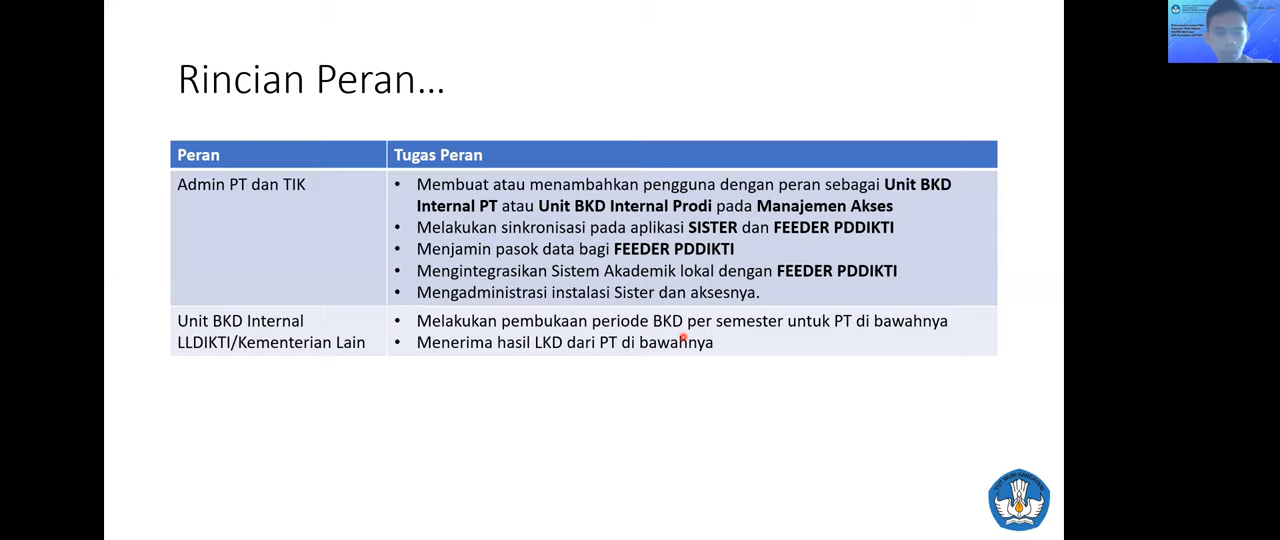 Rincian Peran...
Peran
Tugas Peran
Admin PT dan TIK
• Membuat atau menambahkan pengguna dengan peran sebagai Unit BKD
Internal PT atau Unit BKD Internal Prodi pada Manajemen Akses
• Melakukan sinkronisasi pada aplikasi SISTER dan FEEDER PDDIKTI
• Menjamin pasok data bagi FEEDER PDDIKTI
• Mengintegrasikan Sistem Akademik lokal dengan FEEDER PDDIKTI
• Mengadministrasi instalasi Sister dan aksesnya.
Unit BKD Internal
LLDIKTI/Kementerian Lain
• Melakukan pembukaan periode BKD per semester untuk PT di bawahnya
• Menerima hasil LKD dari PT di bawahnya
TUT WURI HANDAYANI